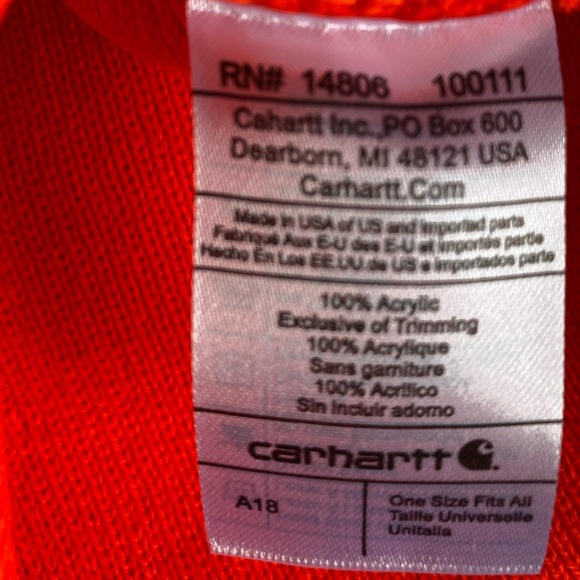 RN# 14806 100111
Cahartt Inc.,PO Box 600
Dearborn, MI 48121 USA
Carhartt.Com
Made in USA of US and Imported parts
Fabriqué Aux E-U des E-U et importés partie
Hecho En Los EE.UU de US e importados parte
100% Acrylic
Exclusive of Trimming
100% Acrylique
Sans garniture
100% Acrilico
Sin incluir adorno
carhartt
A18
One Size Fits All
Taille Universelle
Unitalla